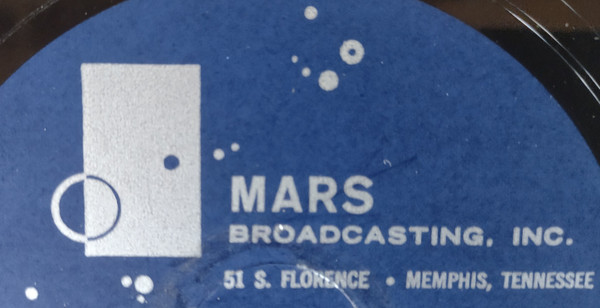 MARS
BROADCASTING, INC.
51 S. FLORENCE • MEMPHIS, TENNESSEE